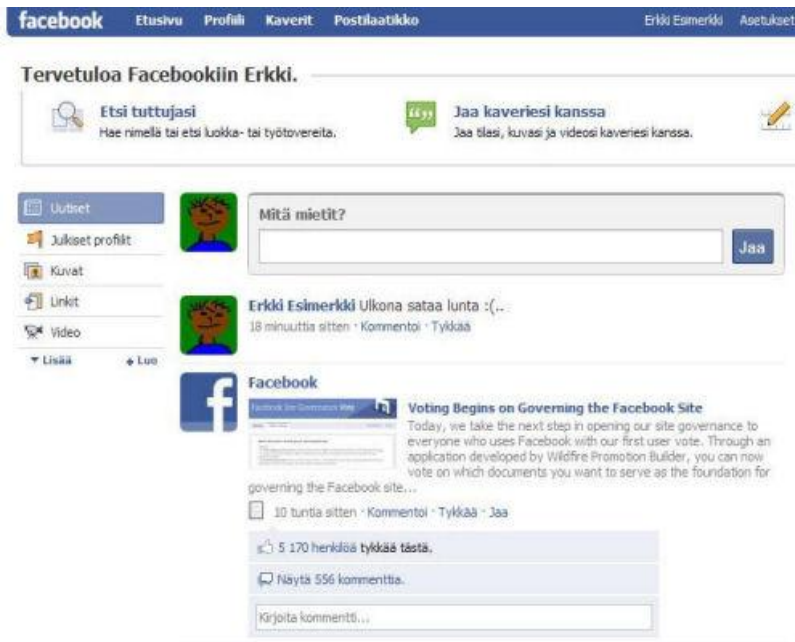 facebook Etusivu Profiili Kaverit Postilaatikko Erkki Esimerkki Asetukset
Tervetuloa Facebookiin Erkki.
Etsi tuttujasi
Hae nimellä tai etsi luokka- tai työtovereita.
Jaa kaveriesi kanssa
Jaa tilasi, kuvasi ja videosi kaveriesi kanssa.
Uutiset
Julkiset profiilit
Kuvat
Linkit
Video
Lisää Luo
Mitä mietit?
Jaa
Erkki Esimerkki Ulkona sataa lunta :(..
18 minuuttia sitten · Kommentoi · Tykkää
Facebook
Voting Begins on Governing the Facebook Site
Today, we take the next step in opening our site governance to
everyone who uses Facebook with our first user vote. Through an
application developed by Wildfire Promotion Builder, you can now
vote on which documents you want to serve as the foundation for
governing the Facebook site...
10 tuntia sitten · Kommentoi · Tykkää · Jaa
5 170 henkilöä tykkää tästä.
Näytä 556 kommenttia.
Kirjoita kommentti...